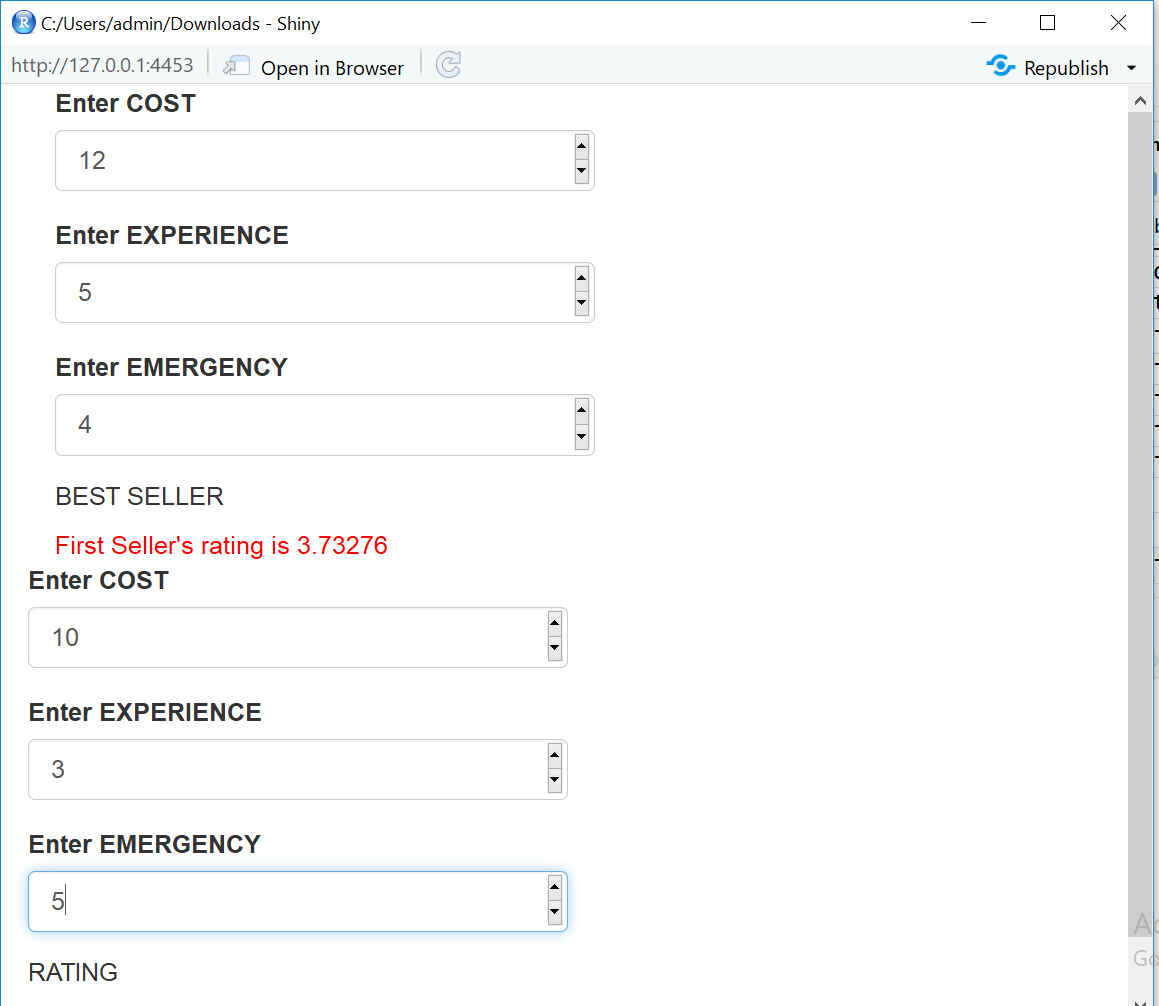 R C:/Users/admin/Downloads - Shiny
http://127.0.0.1:4453 Open in Browser Republish
Enter COST
12
Enter EXPERIENCE
5
Enter EMERGENCY
4
BEST SELLER
First Seller's rating is 3.73276
Enter COST
10
Enter EXPERIENCE
3
Enter EMERGENCY
5
RATING